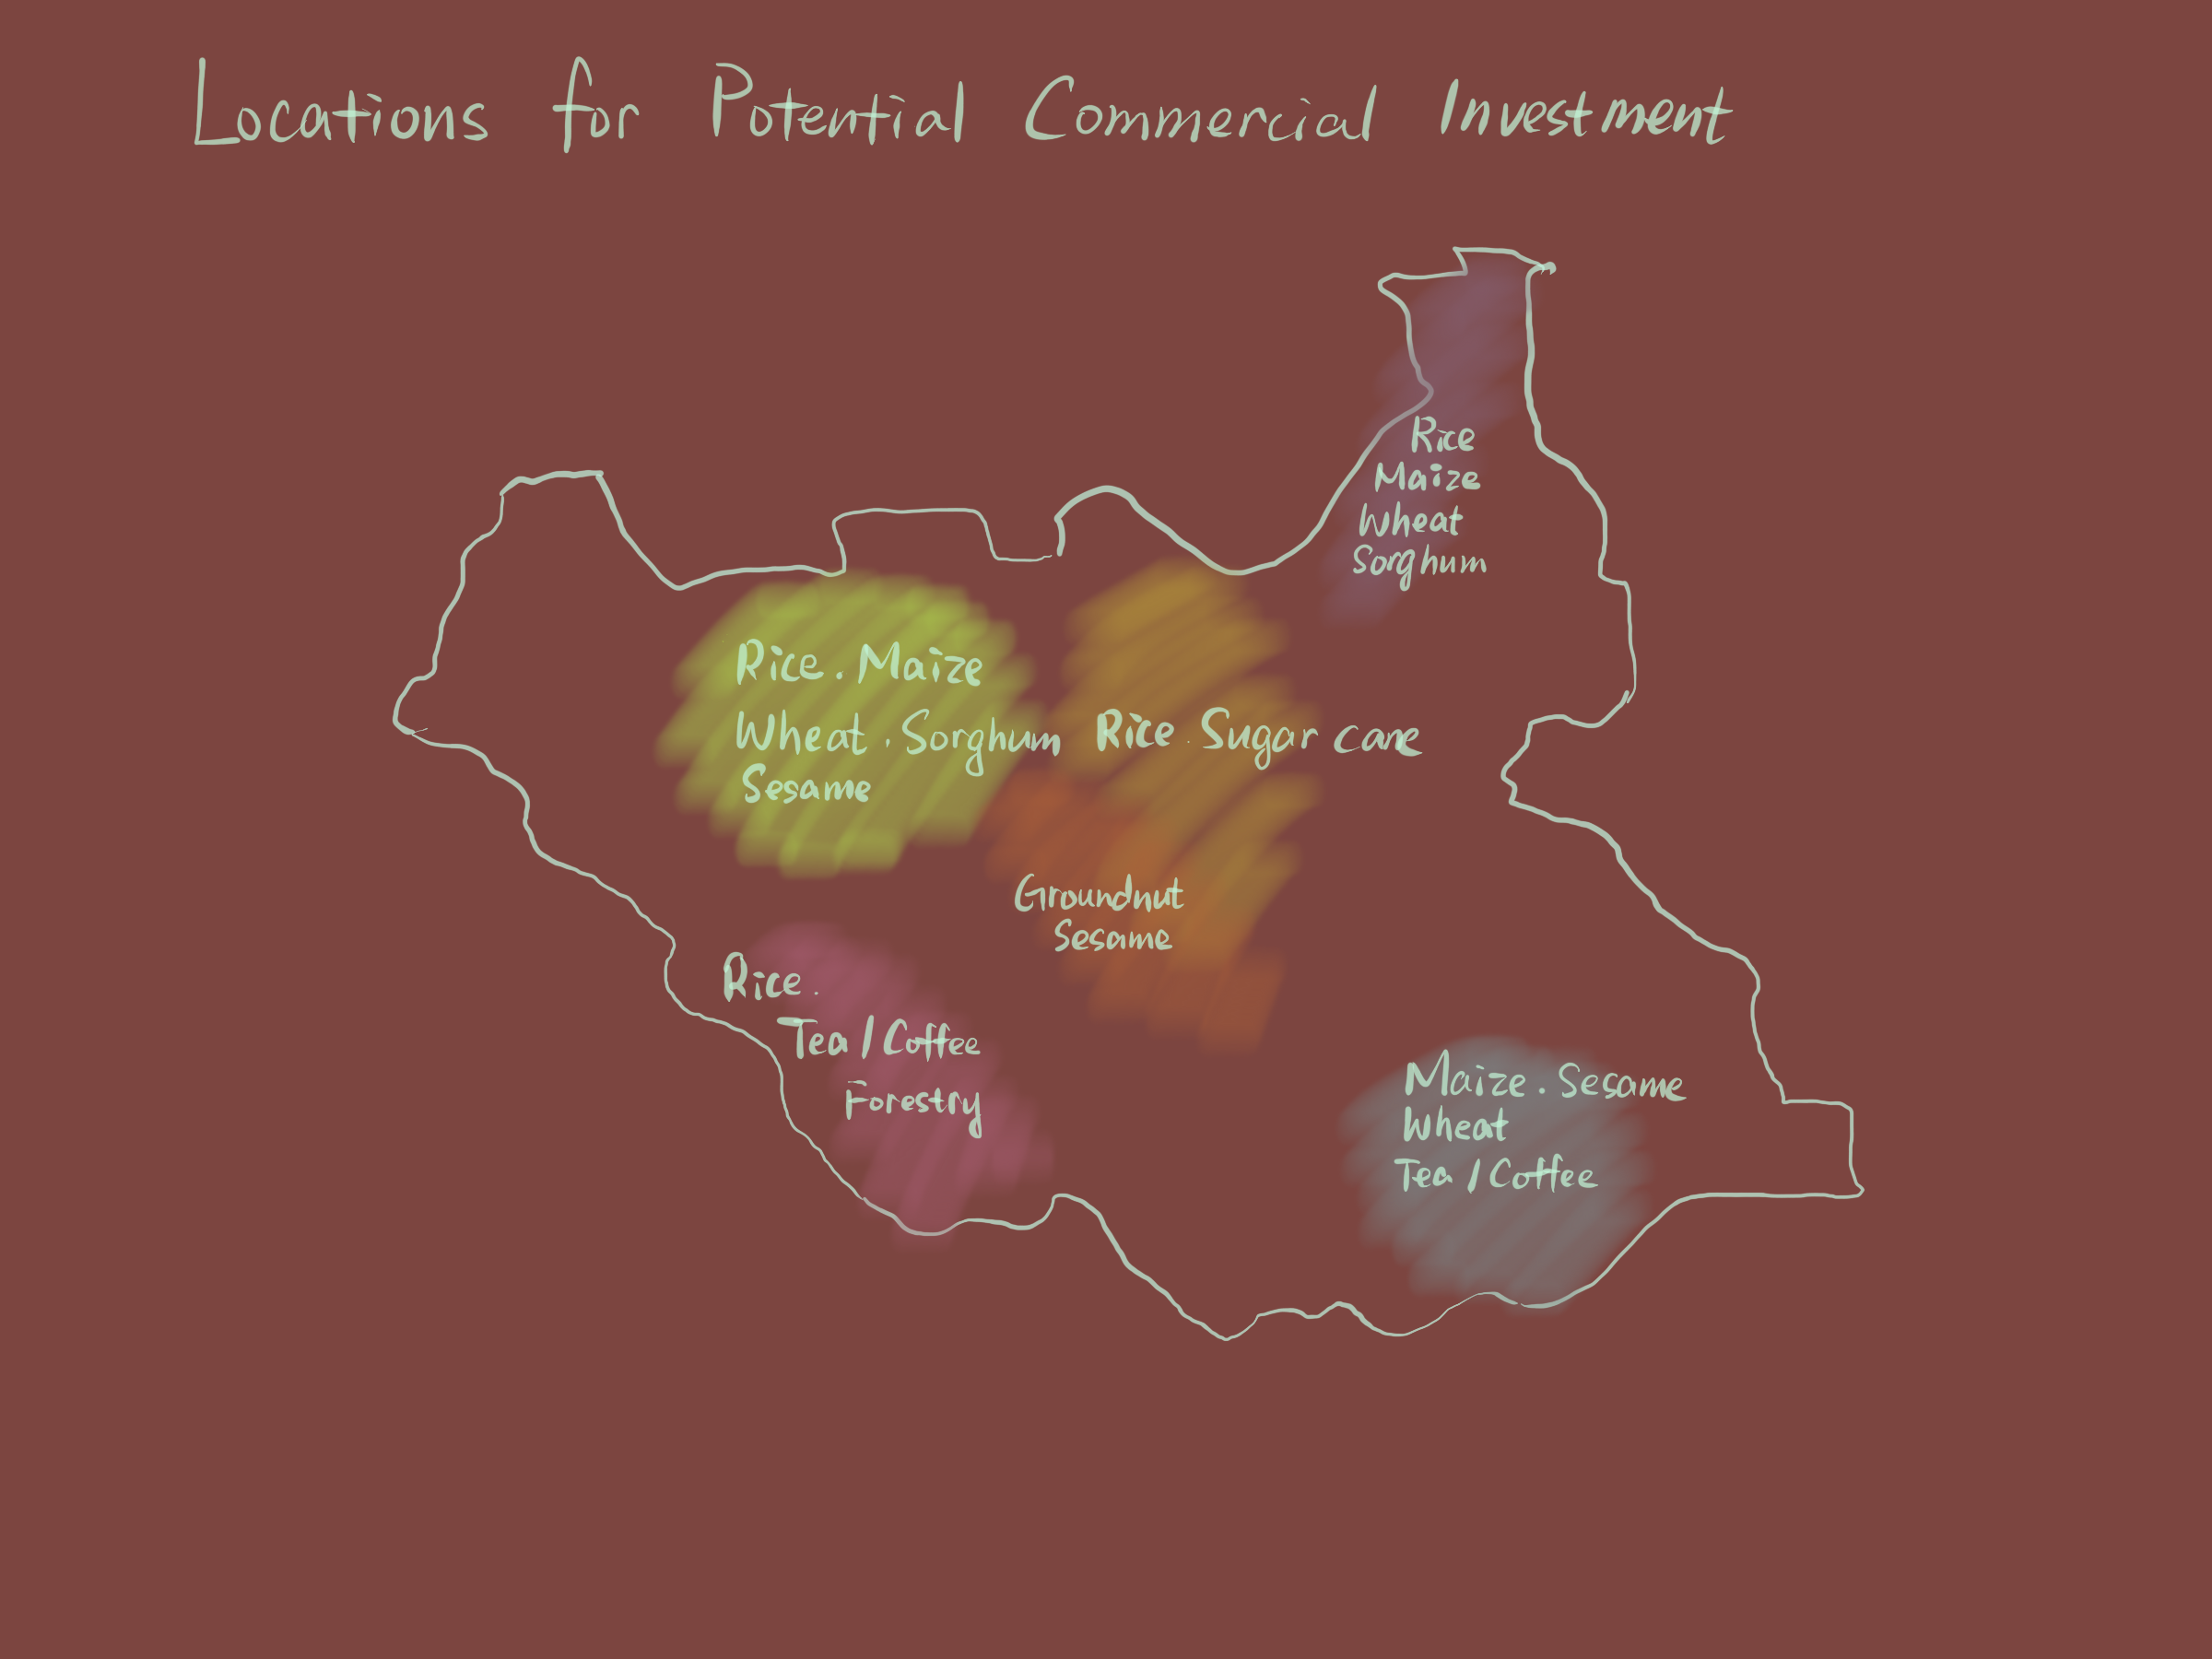 Locations for Potential Commercial Investment
Rice
Maize
Wheat
Sorghum
Rice. Maize
Wheat. Sorghum
Sesame
Rice. Sugar cane
Groundnut
Sesame
Rice.
Tea/Coffee
Forestry
Maize. Sesame
Wheat
Tea/Coffee